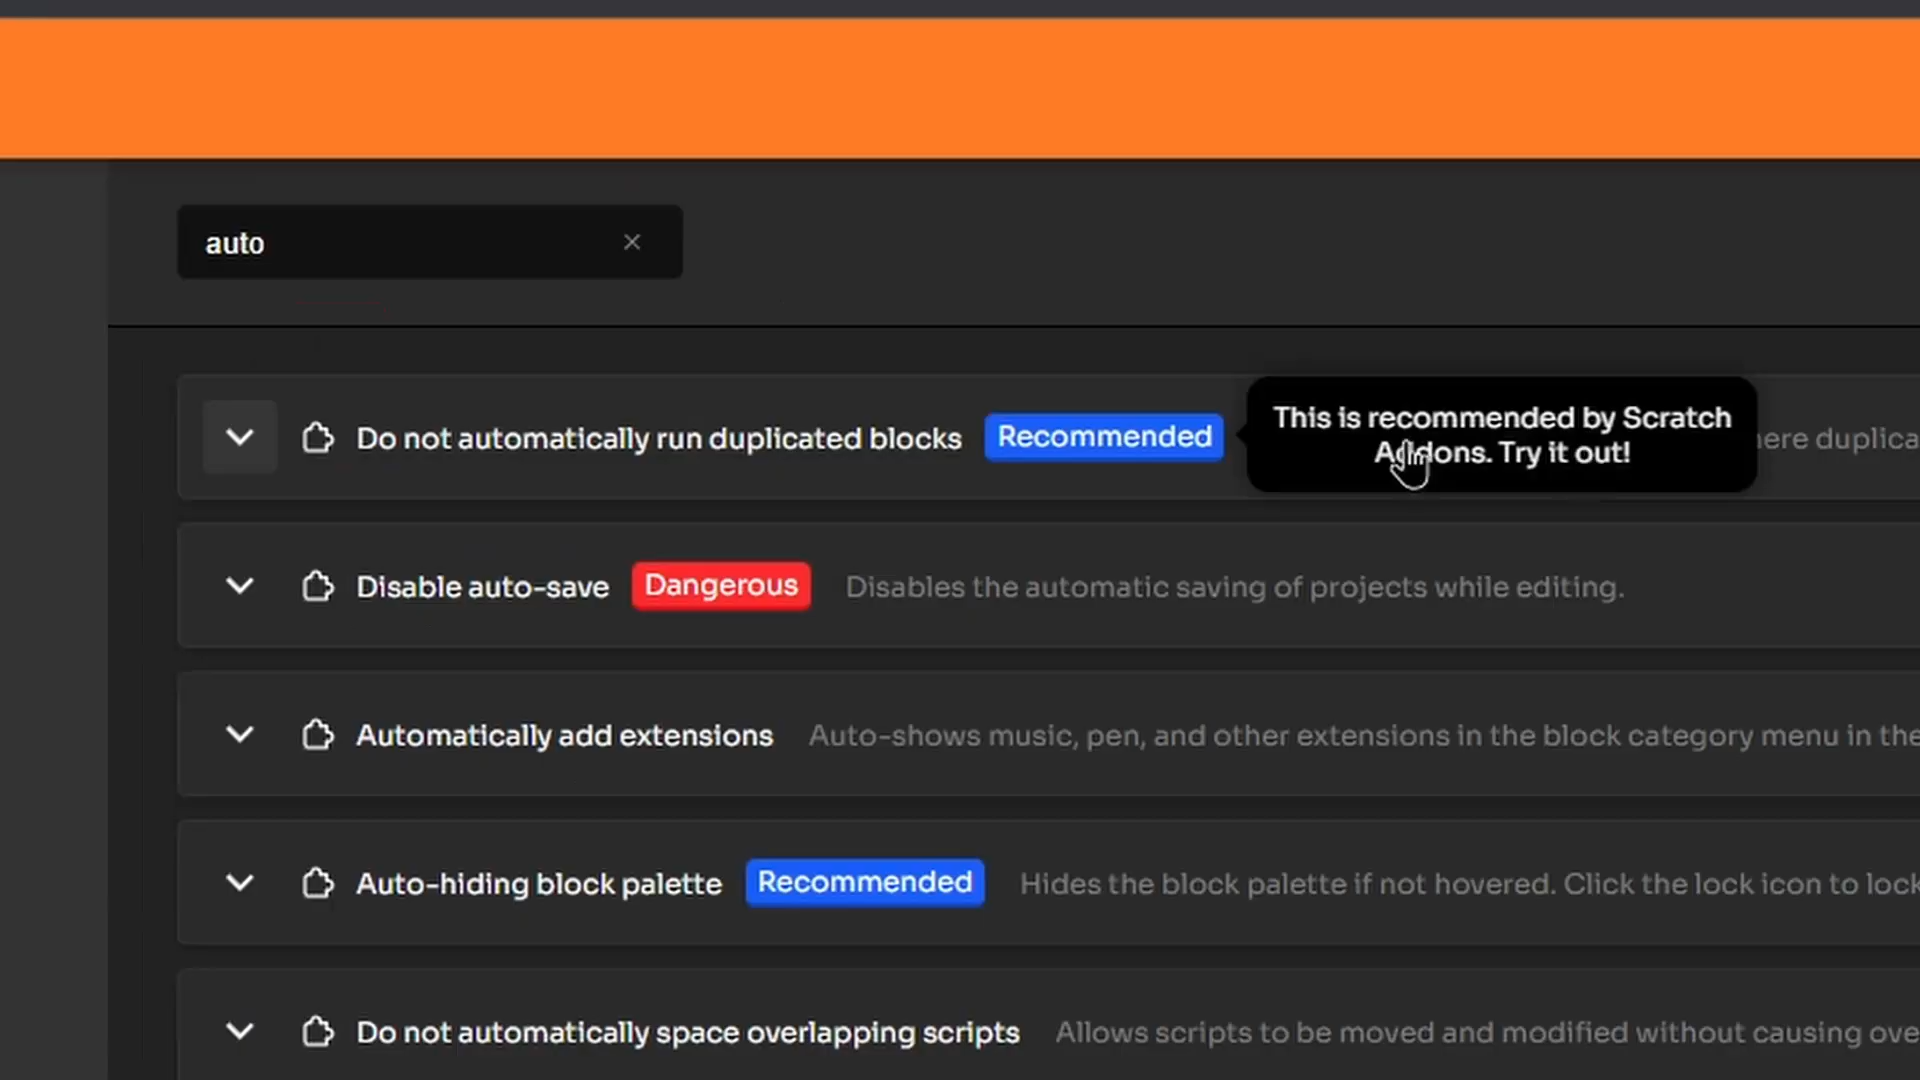 auto
Do not automatically run duplicated blocks Recommended This is recommended by Scratch
Addons. Try it out! duplica
Disable auto-save Dangerous Disables the automatic saving of projects while editing.
Automatically add extensions Auto-shows music, pen, and other extensions in the block category menu in the
Auto-hiding block palette Recommended Hides the block palette if not hovered. Click the lock icon to lock
Do not automatically space overlapping scripts Allows scripts to be moved and modified without causing ove